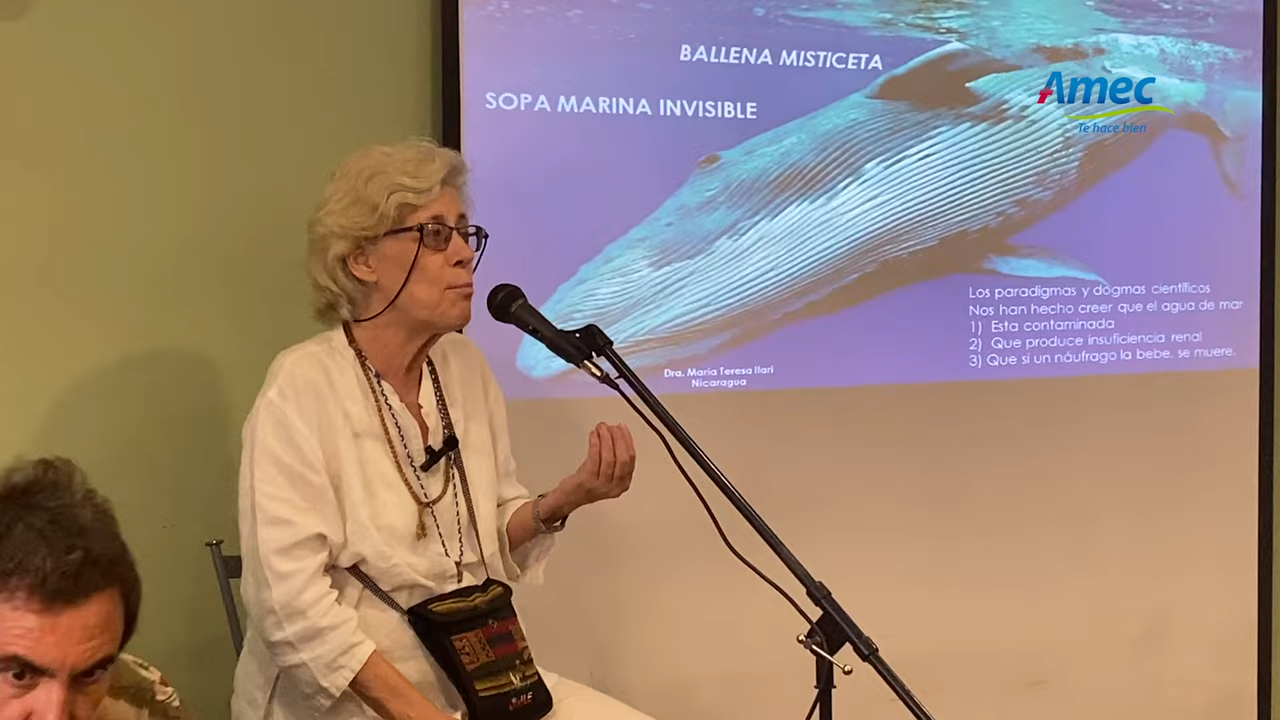 BALLENA MISTICETA
SOPA MARINA INVISIBLE
Amec
Te hace bien
Los paradigmas y dogmas científicos
Nos han hecho creer que el agua de mar
1) Esta contaminada
2) Que produce insuficiencia renal
3) Que si un náufrago la bebe, se muere.
Dra. María Teresa Ilari
Nicaragua